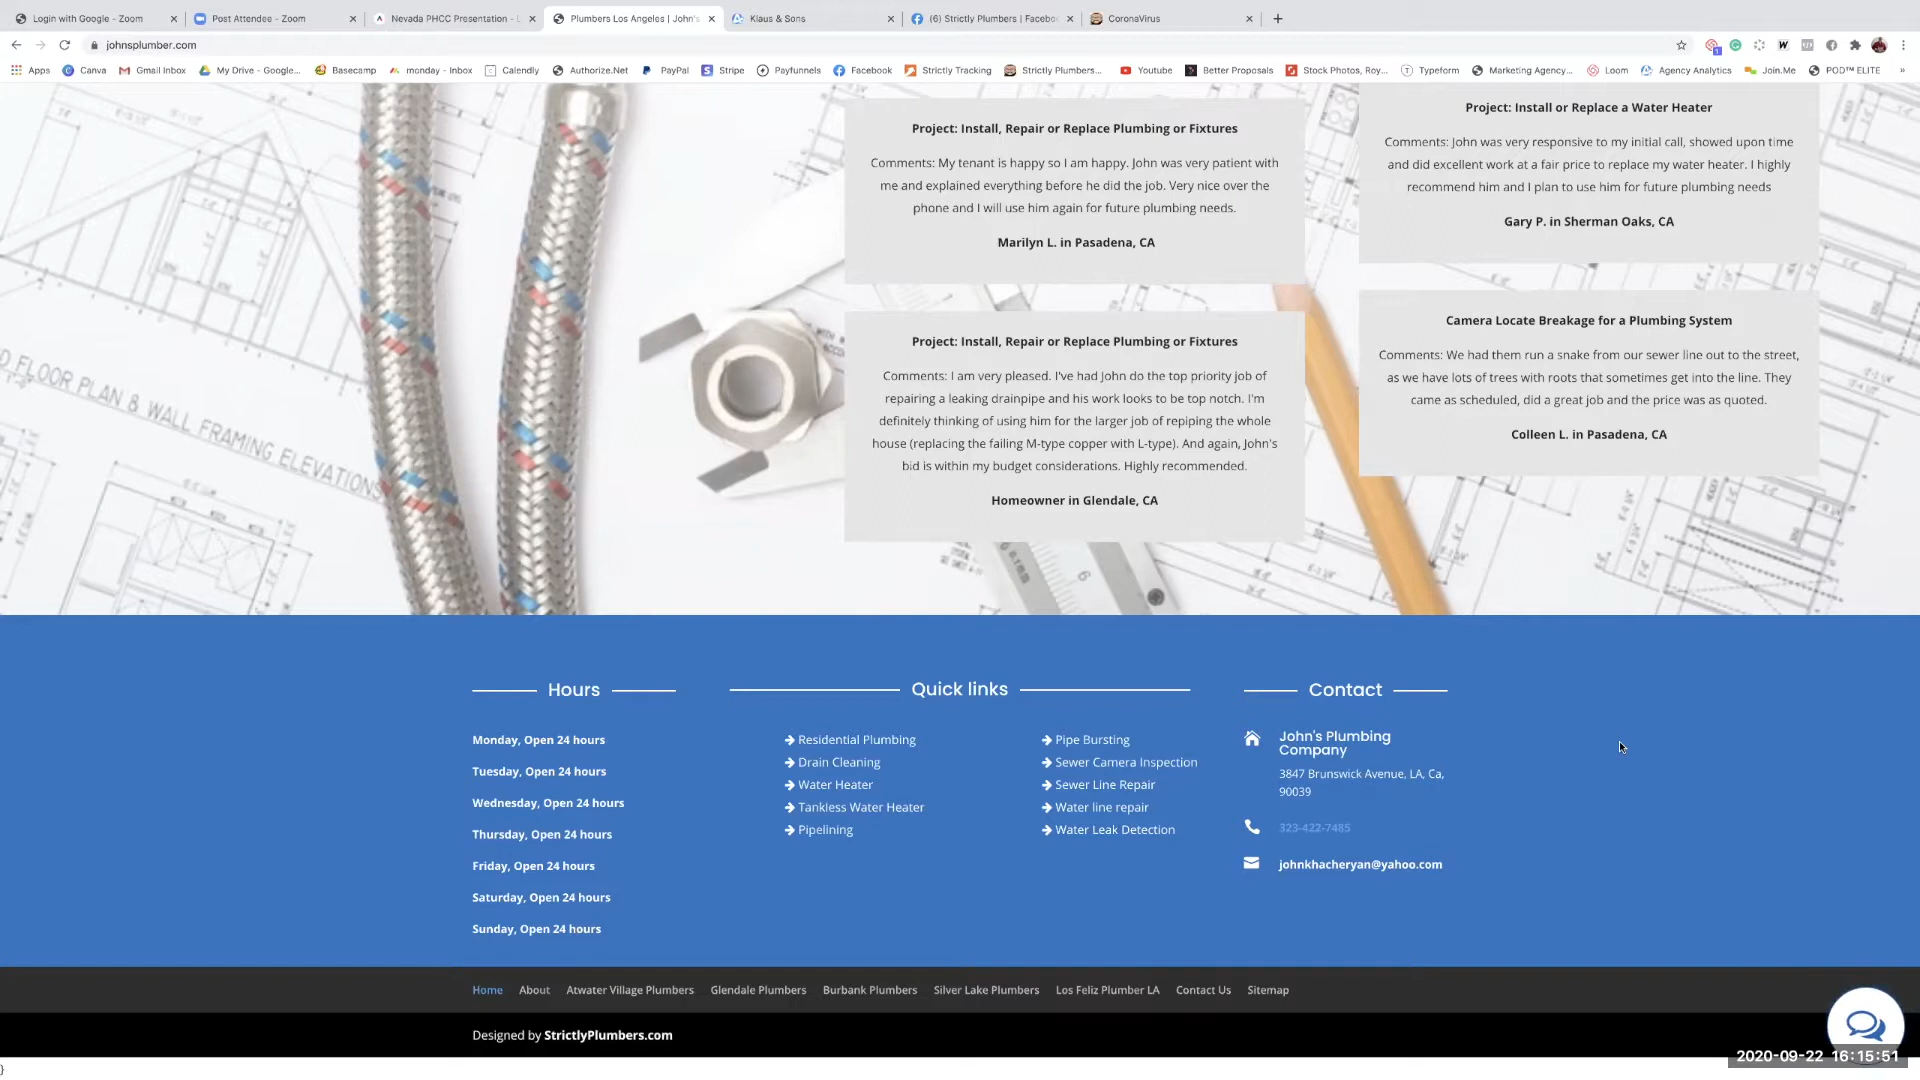 Login with Google - Zoom
Post Attendee - Zoom
Nevada PHCC Presentation - L
Plumbers Los Angeles | John's
Klaus & Sons
(6) Strictly Plumbers | Facebo
CoronaVirus
johnsplumber.com
Apps
Canva
Gmail Inbox
My Drive - Google...
Basecamp
monday - Inbox
Calendly
Authorize.Net
PayPal
Stripe
Payfunnels
Facebook
Strictly Tracking
Strictly Plumbers...
Youtube
Better Proposals
Stock Photos, Roy...
Typeform
Marketing Agency...
Loom
Agency Analytics
Join.Me
POD™ ELITE
»
Project: Install, Repair or Replace Plumbing or Fixtures
Comments: My tenant is happy so I am happy. John was very patient with
me and explained everything before he did the job. Very nice over the
phone and I will use him again for future plumbing needs.
Marilyn L. in Pasadena, CA
Project: Install or Replace a Water Heater
Comments: John was very responsive to my initial call, showed upon time
and did excellent work at a fair price to replace my water heater. I highly
recommend him and I plan to use him for future plumbing needs
Gary P. in Sherman Oaks, CA
Project: Install, Repair or Replace Plumbing or Fixtures
Comments: I am very pleased. I've had John do the top priority job of
repairing a leaking drainpipe and his work looks to be top notch. I'm
definitely thinking of using him for the larger job of repiping the whole
house (replacing the failing M-type copper with L-type). And again, John's
bid is within my budget considerations. Highly recommended.
Homeowner in Glendale, CA
Camera Locate Breakage for a Plumbing System
Comments: We had them run a snake from our sewer line out to the street,
as we have lots of trees with roots that sometimes get into the line. They
came as scheduled, did a great job and the price was as quoted.
Colleen L. in Pasadena, CA
D FLOOR PLAN & WALL FRAMING ELEVATIONS
Hours
Monday, Open 24 hours
Tuesday, Open 24 hours
Wednesday, Open 24 hours
Thursday, Open 24 hours
Friday, Open 24 hours
Saturday, Open 24 hours
Sunday, Open 24 hours
Quick links
Residential Plumbing
Drain Cleaning
Water Heater
Tankless Water Heater
Pipelining
Pipe Bursting
Sewer Camera Inspection
Sewer Line Repair
Water line repair
Water Leak Detection
Contact
John's Plumbing
Company
3847 Brunswick Avenue, LA, Ca,
90039
323-422-7485
johnkhacheryan@yahoo.com
Home
About
Atwater Village Plumbers
Glendale Plumbers
Burbank Plumbers
Silver Lake Plumbers
Los Feliz Plumber LA
Contact Us
Sitemap
Designed by StrictlyPlumbers.com
2020-09-22 16:15:51
}